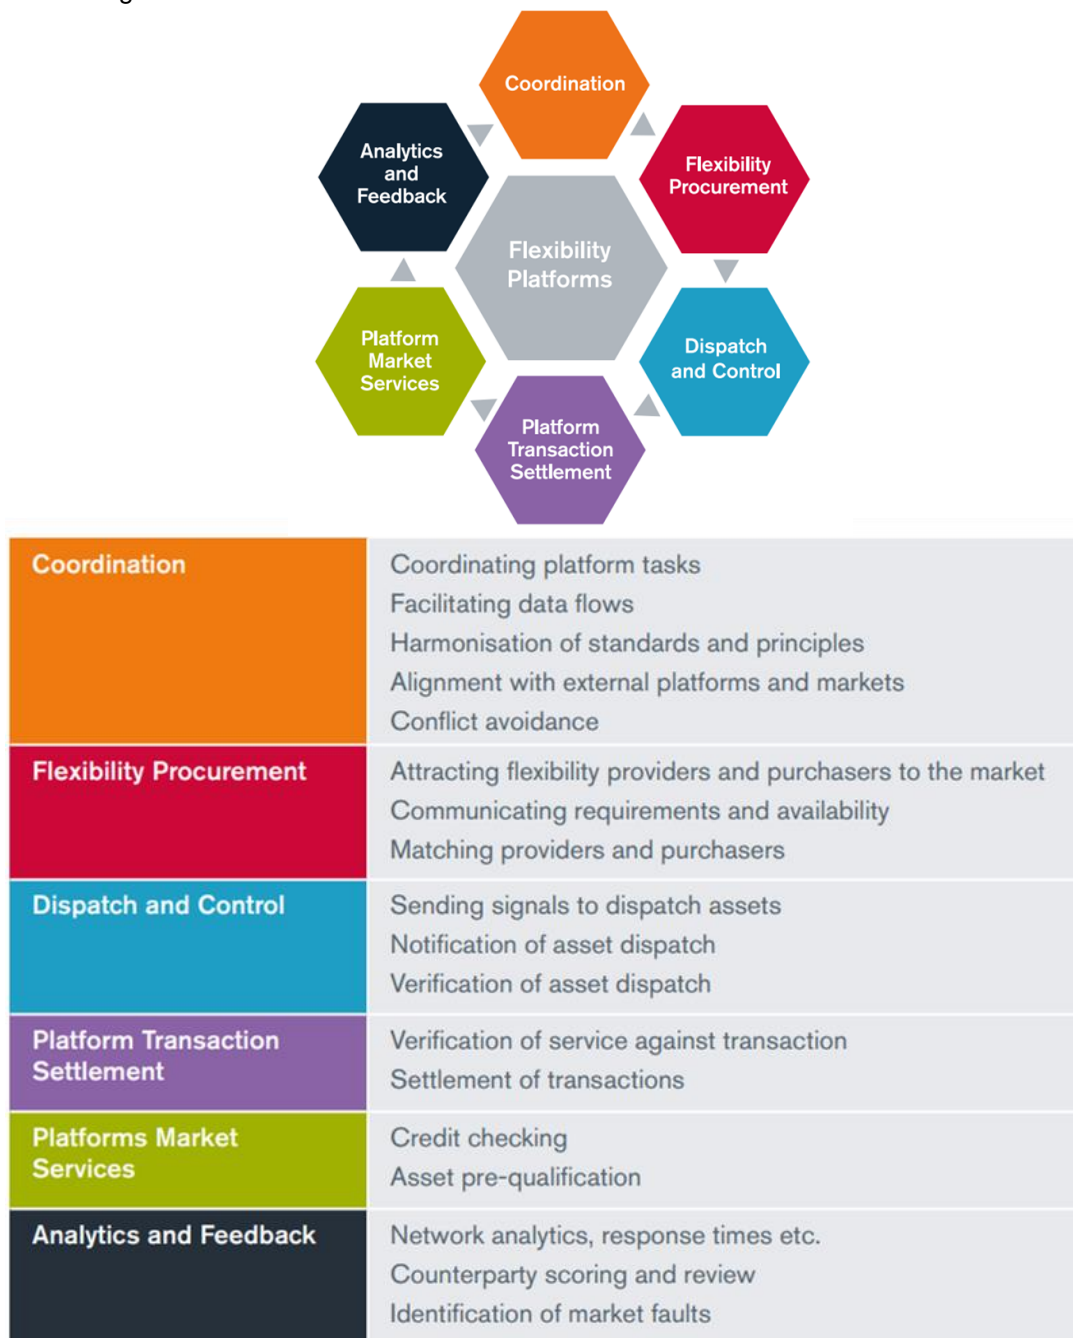 Coordination
Analytics
and
Feedback
Flexibility
Procurement
Flexibility
Platforms
Platform
Market
Services
Dispatch
and Control
Platform
Transaction
Settlement
Coordination
Coordinating platform tasks
Facilitating data flows
Harmonisation of standards and principles
Alignment with external platforms and markets
Conflict avoidance
Flexibility Procurement
Attracting flexibility providers and purchasers to the market
Communicating requirements and availability
Matching providers and purchasers
Dispatch and Control
Sending signals to dispatch assets
Notification of asset dispatch
Verification of asset dispatch
Platform Transaction
Settlement
Verification of service against transaction
Settlement of transactions
Platforms Market
Services
Credit checking
Asset pre-qualification
Analytics and Feedback
Network analytics, response times etc.
Counterparty scoring and review
Identification of market faults